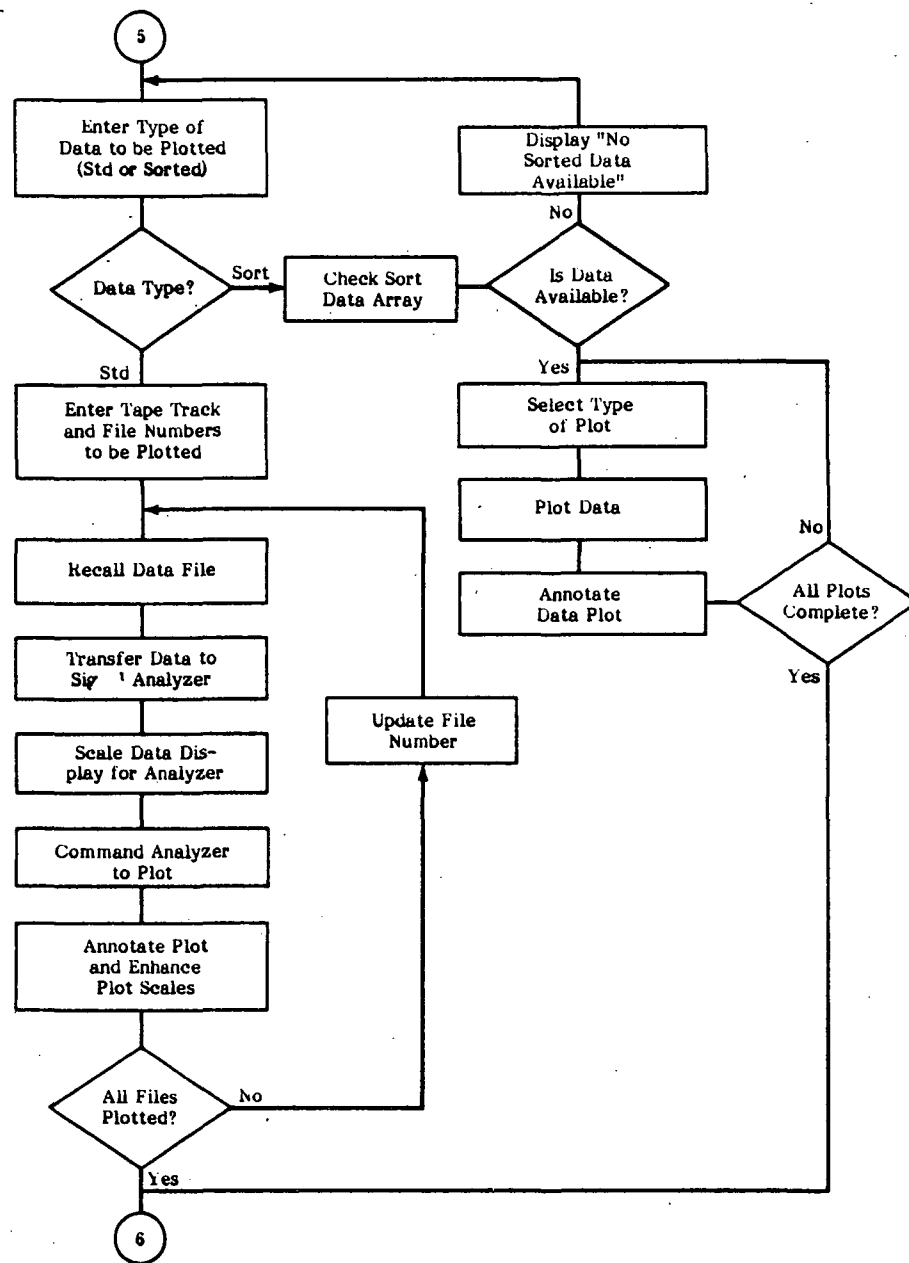 5
Enter Type of
Data to be Plotted
(Std or Sorted)
Display "No
Sorted Data
Available"
No
Data Type?
Sort
Check Sort
Data Array
Is Data
Available?
Std
Yes
Enter Tape Track
and File Numbers
to be Plotted
Select Type
of Plot
Plot Data
No
Recall Data File
Annotate
Data Plot
All Plots
Complete?
Yes
Transfer Data to
Analyzer
Update File
Number
Scale Data Dis-
play for Analyzer
Command Analyzer
to Plot
Annotate Plot
and Enhance
Plot Scales
All Files
Plotted?
No
Yes
6